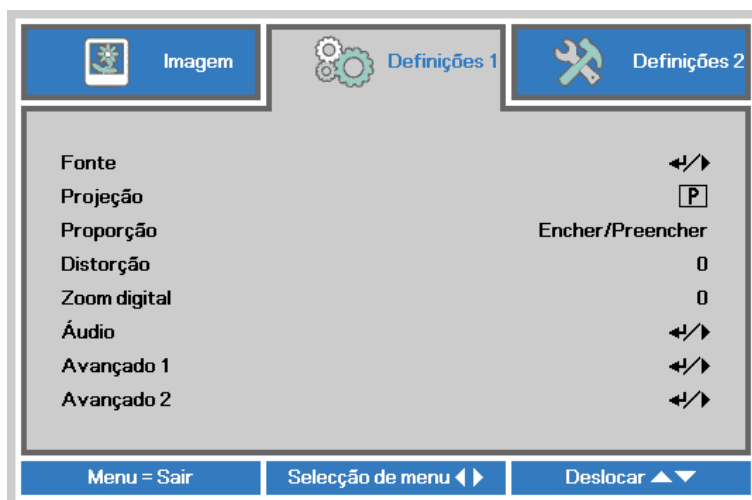 Imagem Definições 1 Definições 2
Fonte ↵/▶
Projeção P
Proporção Encher/Preencher
Distorção 0
Zoom digital 0
Áudio ↵/▶
Avançado 1 ↵/▶
Avançado 2 ↵/▶
Menu = Sair Selecção de menu ◀▶ Deslocar ▲▼